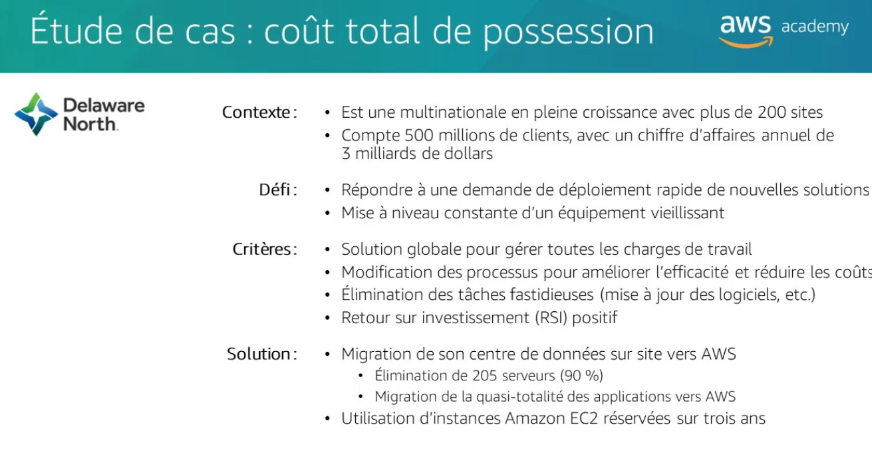 Étude de cas : coût total de possession
aws academy
Delaware
North.
Contexte :
• Est une multinationale en pleine croissance avec plus de 200 sites
• Compte 500 millions de clients, avec un chiffre d’affaires annuel de
3 milliards de dollars
Défi :
• Répondre à une demande de déploiement rapide de nouvelles solutions
• Mise à niveau constante d’un équipement vieillissant
Critères :
• Solution globale pour gérer toutes les charges de travail
• Modification des processus pour améliorer l’efficacité et réduire les coûts
• Élimination des tâches fastidieuses (mise à jour des logiciels, etc.)
• Retour sur investissement (RSI) positif
Solution :
• Migration de son centre de données sur site vers AWS
• Élimination de 205 serveurs (90 %)
• Migration de la quasi-totalité des applications vers AWS
• Utilisation d’instances Amazon EC2 réservées sur trois ans